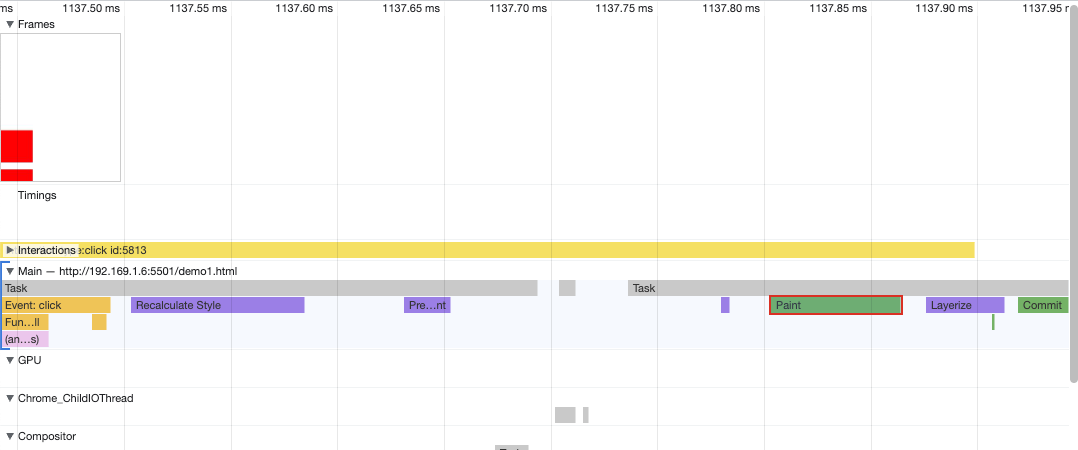 ms 1137.50 ms 1137.55 ms 1137.60 ms 1137.65 ms 1137.70 ms 1137.75 ms 1137.80 ms 1137.85 ms 1137.90 ms 1137.95
Frames
Timings
Interactions e:click id:5813
Main — http://192.169.1.6:5501/demo1.html
Task Task
Event: click Recalculate Style Pre…nt Paint Layerize Commit
Fun…ll
(an…s)
GPU
Chrome_ChildIOThread
Compositor